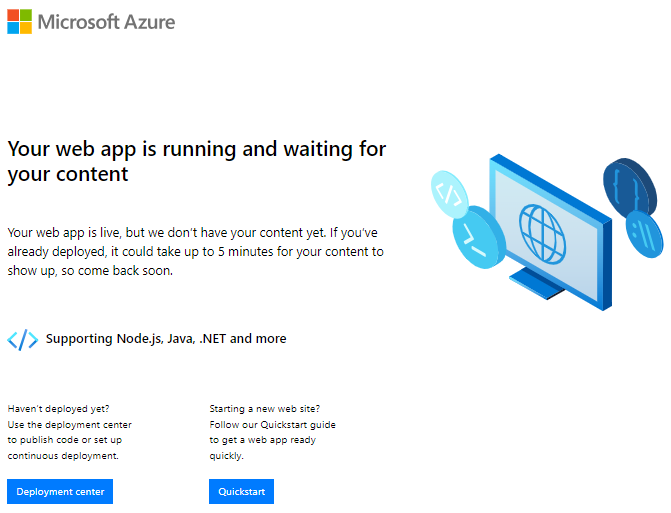 Microsoft Azure
Your web app is running and waiting for
your content
Your web app is live, but we don't have your content yet. If you've
already deployed, it could take up to 5 minutes for your content to
show up, so come back soon.
</> Supporting Node.js, Java, .NET and more
Haven't deployed yet?
Use the deployment center
to publish code or set up
continuous deployment.
Deployment center
Starting a new web site?
Follow our Quickstart guide
to get a web app ready
quickly.
Quickstart